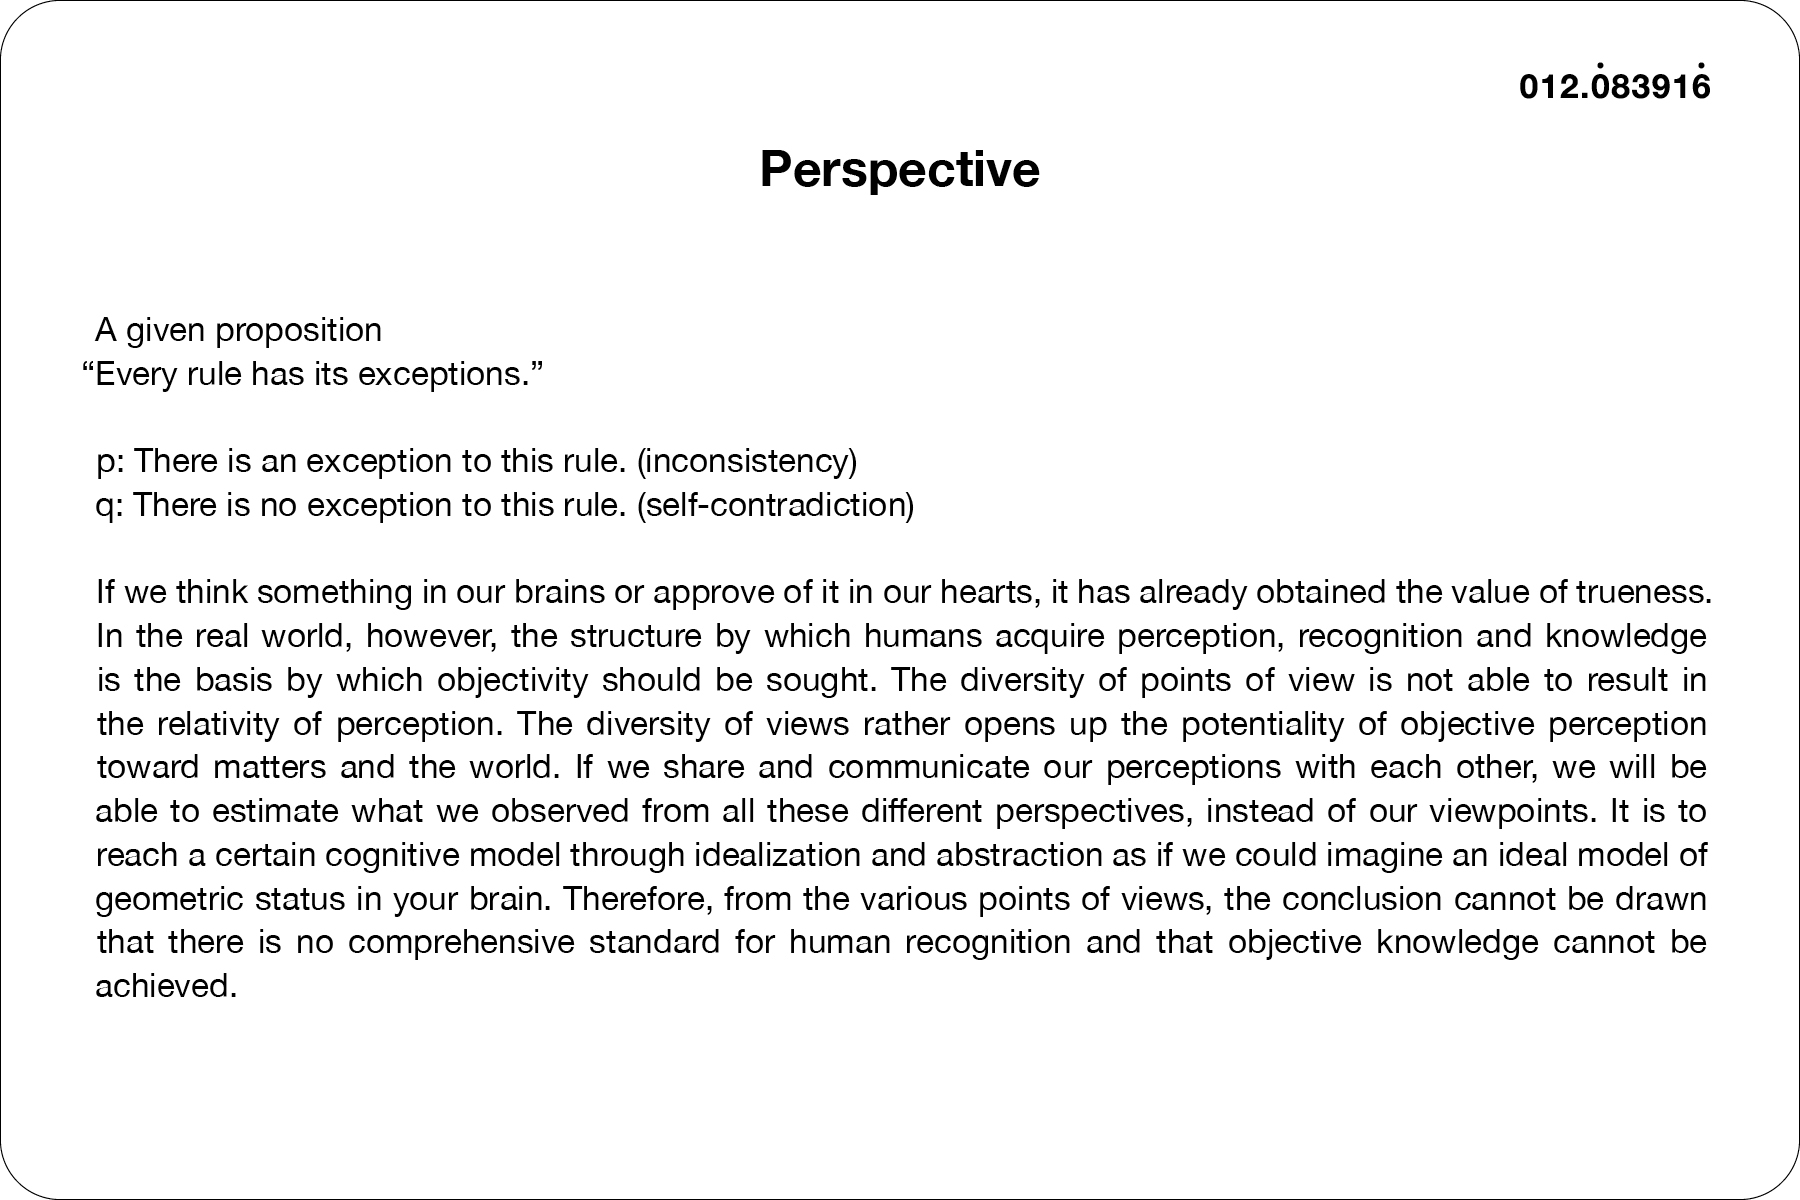 012.0̇83916̇
Perspective
A given proposition
“Every rule has its exceptions.”
p: There is an exception to this rule. (inconsistency)
q: There is no exception to this rule. (self-contradiction)
If we think something in our brains or approve of it in our hearts, it has already obtained the value of trueness.
In the real world, however, the structure by which humans acquire perception, recognition and knowledge
is the basis by which objectivity should be sought. The diversity of points of view is not able to result in
the relativity of perception. The diversity of views rather opens up the potentiality of objective perception
toward matters and the world. If we share and communicate our perceptions with each other, we will be
able to estimate what we observed from all these different perspectives, instead of our viewpoints. It is to
reach a certain cognitive model through idealization and abstraction as if we could imagine an ideal model of
geometric status in your brain. Therefore, from the various points of views, the conclusion cannot be drawn
that there is no comprehensive standard for human recognition and that objective knowledge cannot be
achieved.